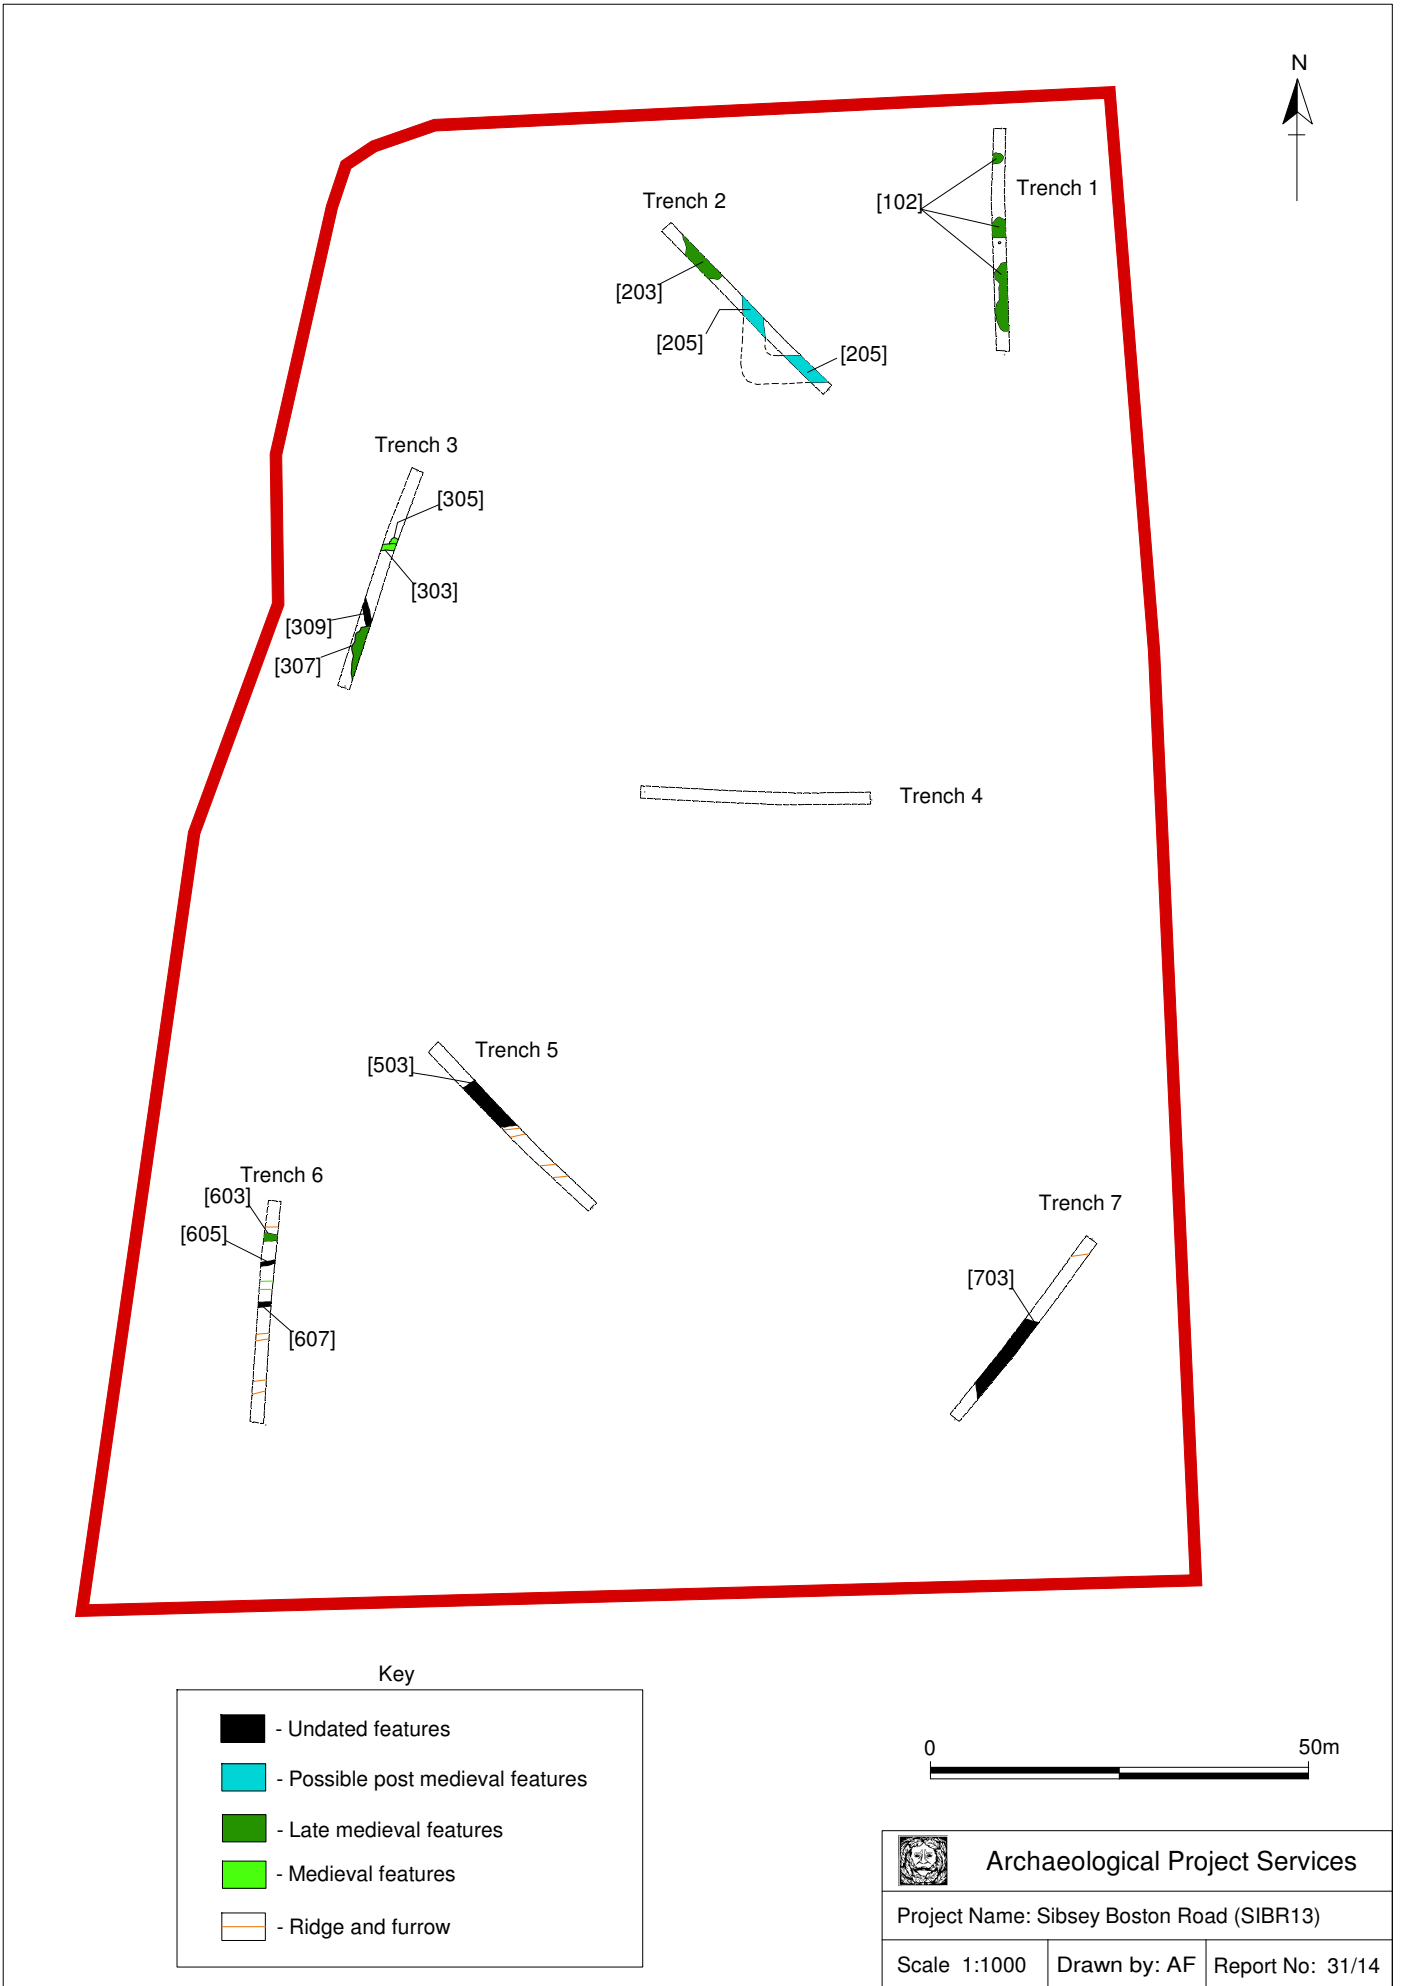 N
Trench 1
[102]
Trench 2
[203]
[205]
[205]
Trench 3
[305]
[303]
[309]
[307]
Trench 4
Trench 5
[503]
Trench 6
[603]
[605]
[607]
Trench 7
[703]
Key
- Undated features
- Possible post medieval features
- Late medieval features
- Medieval features
- Ridge and furrow
0 50m
Archaeological Project Services
Project Name: Sibsey Boston Road (SIBR13)
Scale 1:1000 Drawn by: AF Report No: 31/14